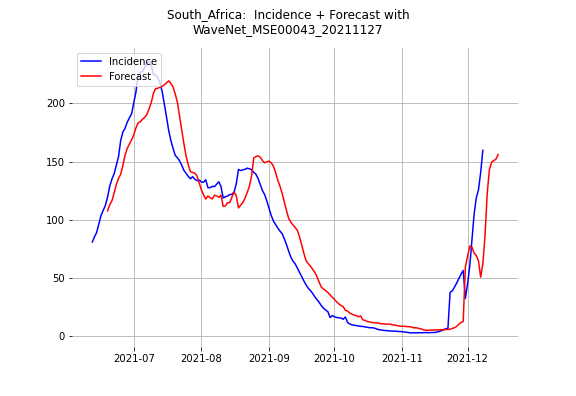 South_Africa:  Incidence + Forecast with
WaveNet_MSE00043_20211127
Incidence
Forecast
200
150
100
50
0
2021-07
2021-08
2021-09
2021-10
2021-11
2021-12